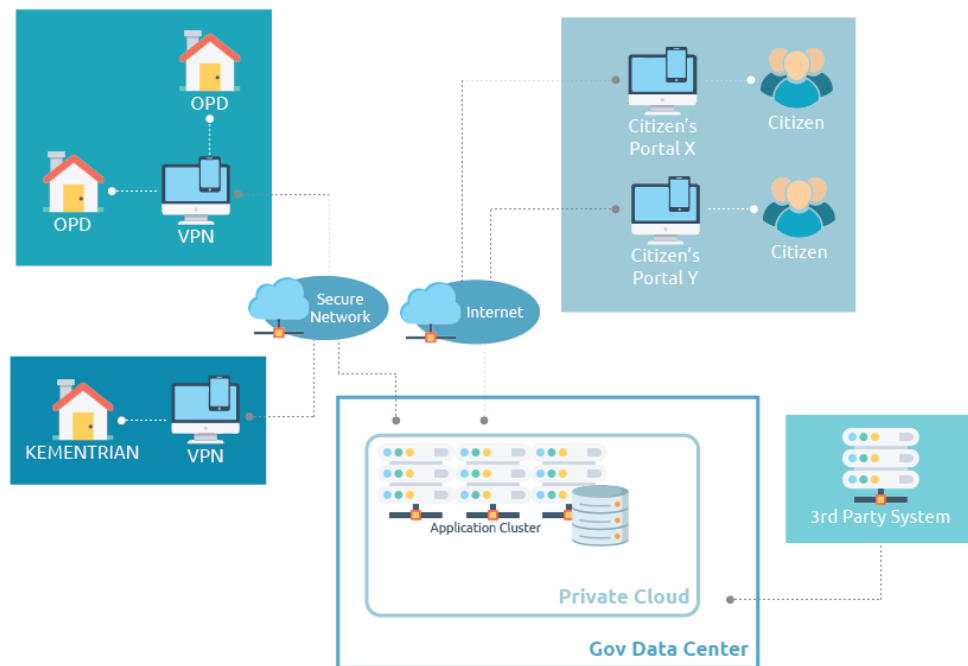 OPD
OPD
VPN
Citizen's
Portal X
Citizen
Citizen's
Portal Y
Citizen
Secure
Network
Internet
KEMENTRIAN
VPN
Application Cluster
Private Cloud
Gov Data Center
3rd Party System